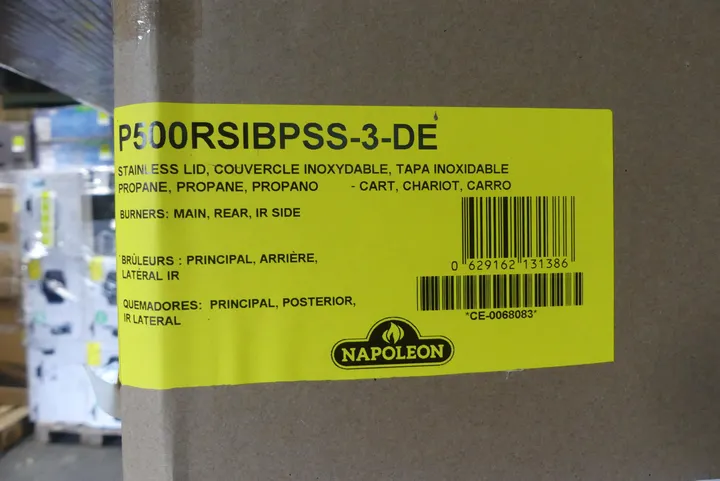 P500RSIBPSS-3-DE
STAINLESS LID, COUVERCLE INOXYDABLE, TAPA INOXIDABLE
PROPANE, PROPANE, PROPANO - CART, CHARIOT, CARRO
BURNERS: MAIN, REAR, IR SIDE
BRÛLEURS : PRINCIPAL, ARRIÈRE,
LATÉRAL IR
QUEMADORES: PRINCIPAL, POSTERIOR,
IR LATERAL
0 629162 131386
*CE-0068083*
NAPOLEON